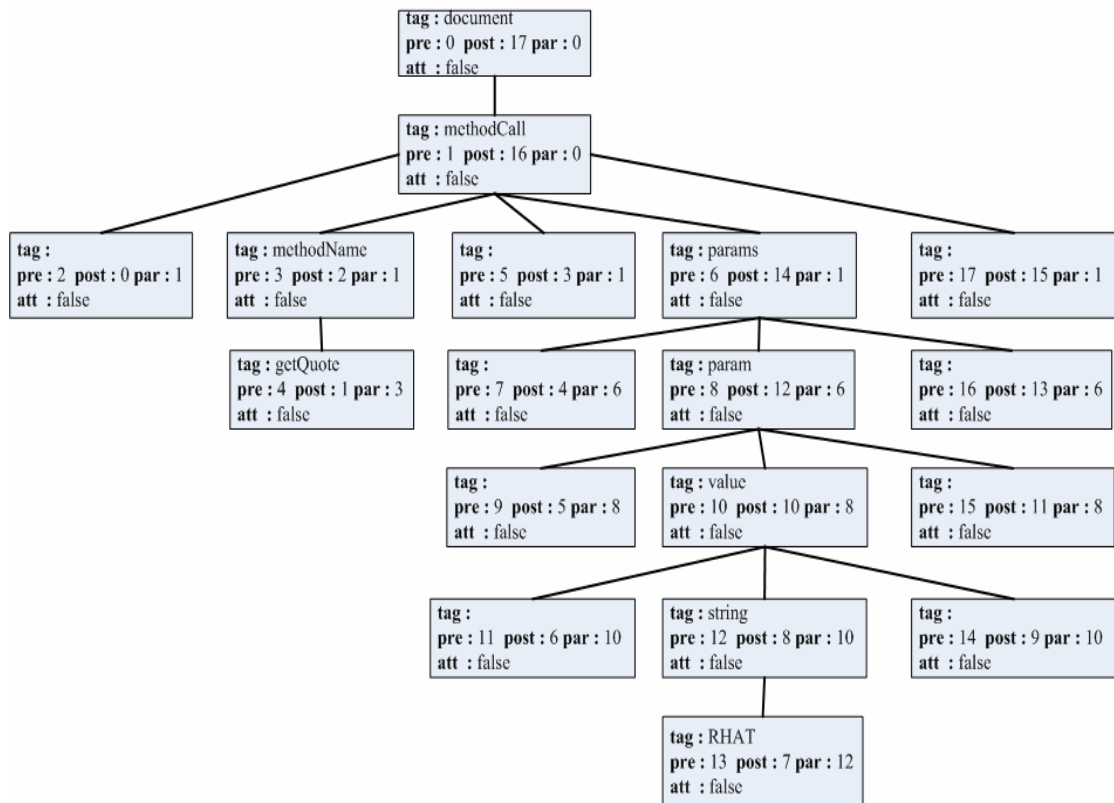 tag : document
pre : 0 post : 17 par : 0
att : false
tag : methodCall
pre : 1 post : 16 par : 0
att : false
tag :
pre : 2 post : 0 par : 1
att : false
tag : methodName
pre : 3 post : 2 par : 1
att : false
tag :
pre : 5 post : 3 par : 1
att : false
tag : params
pre : 6 post : 14 par : 1
att : false
tag :
pre : 17 post : 15 par : 1
att : false
tag : getQuote
pre : 4 post : 1 par : 3
att : false
tag :
pre : 7 post : 4 par : 6
att : false
tag : param
pre : 8 post : 12 par : 6
att : false
tag :
pre : 16 post : 13 par : 6
att : false
tag :
pre : 9 post : 5 par : 8
att : false
tag : value
pre : 10 post : 10 par : 8
att : false
tag :
pre : 15 post : 11 par : 8
att : false
tag :
pre : 11 post : 6 par : 10
att : false
tag : string
pre : 12 post : 8 par : 10
att : false
tag :
pre : 14 post : 9 par : 10
att : false
tag : RHAT
pre : 13 post : 7 par : 12
att : false